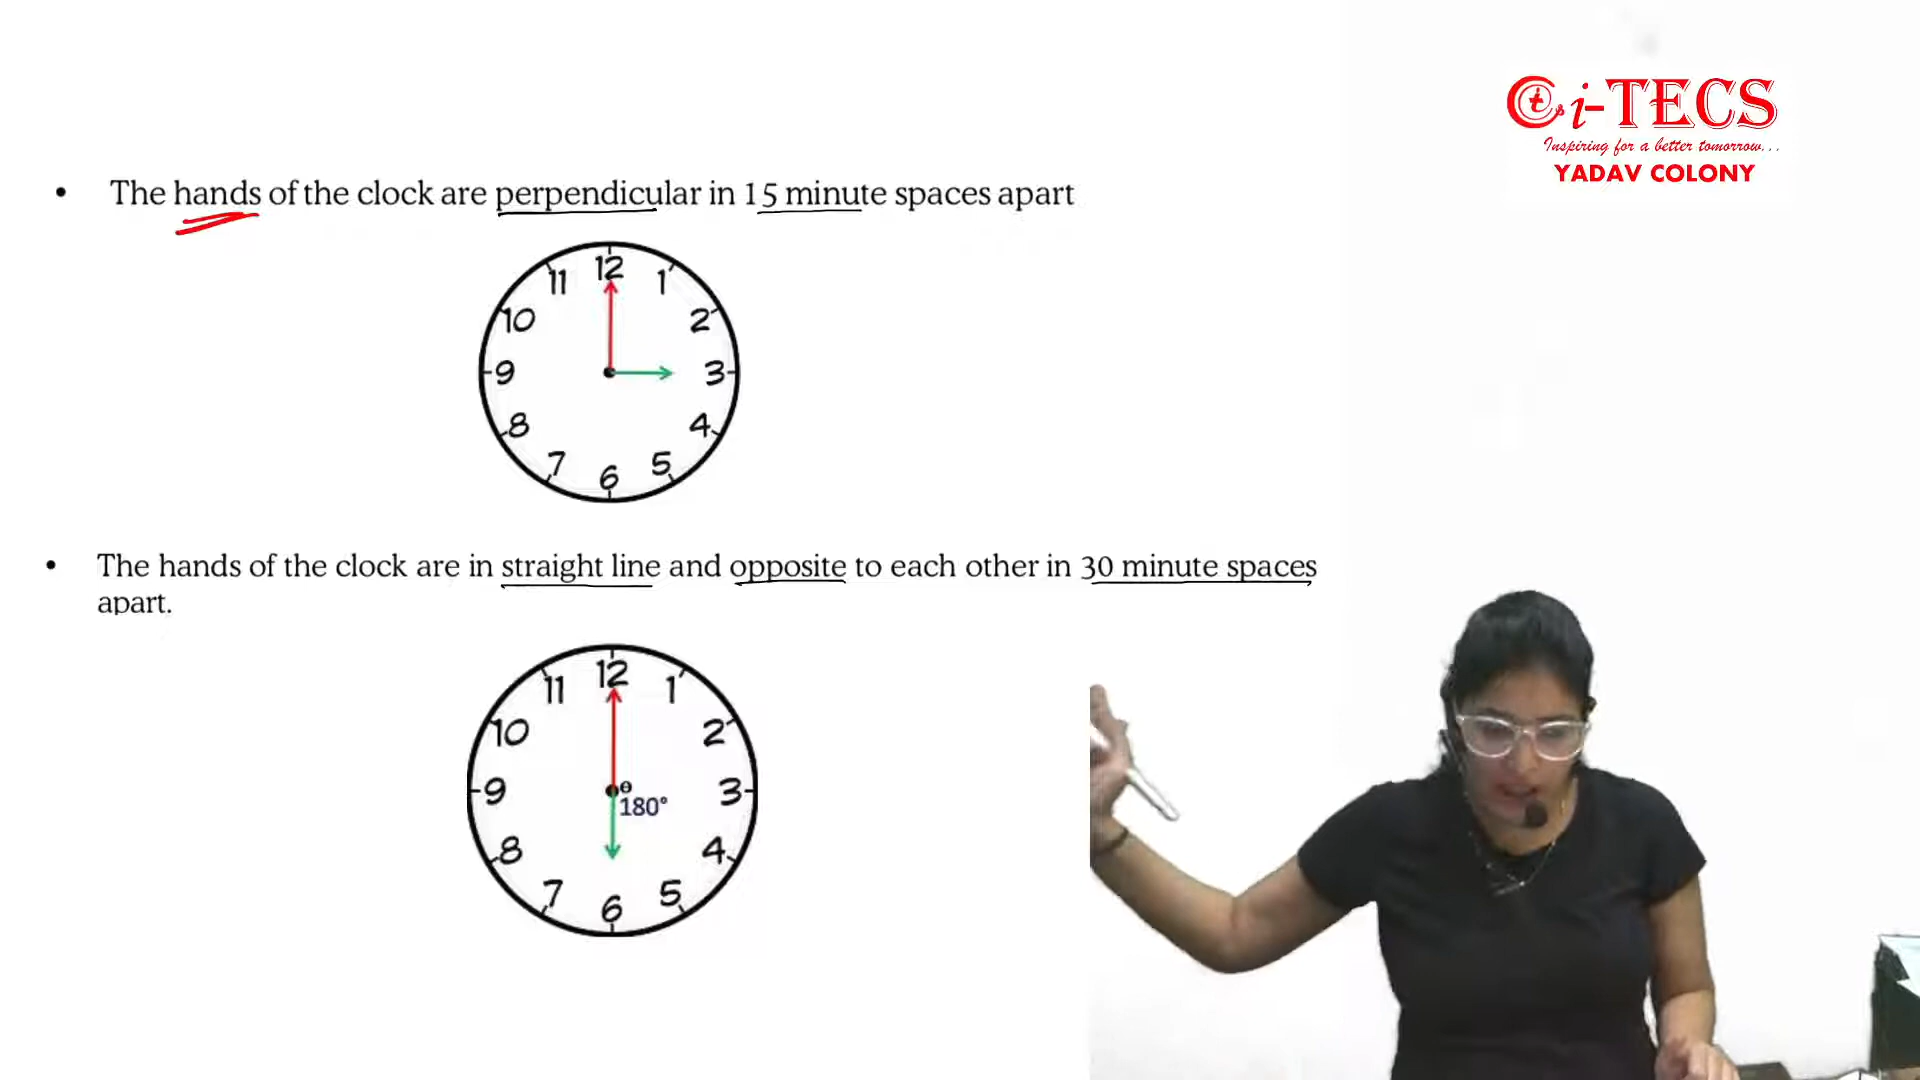 i-TECS
Inspiring for a better tomorrow...
YADAV COLONY
• The hands of the clock are perpendicular in 15 minute spaces apart
12
11 1
10 2
9 3
8 4
7 5
6
• The hands of the clock are in straight line and opposite to each other in 30 minute spaces
apart.
12
11 1
10 2
θ
9 3
180°
8 4
7 5
6